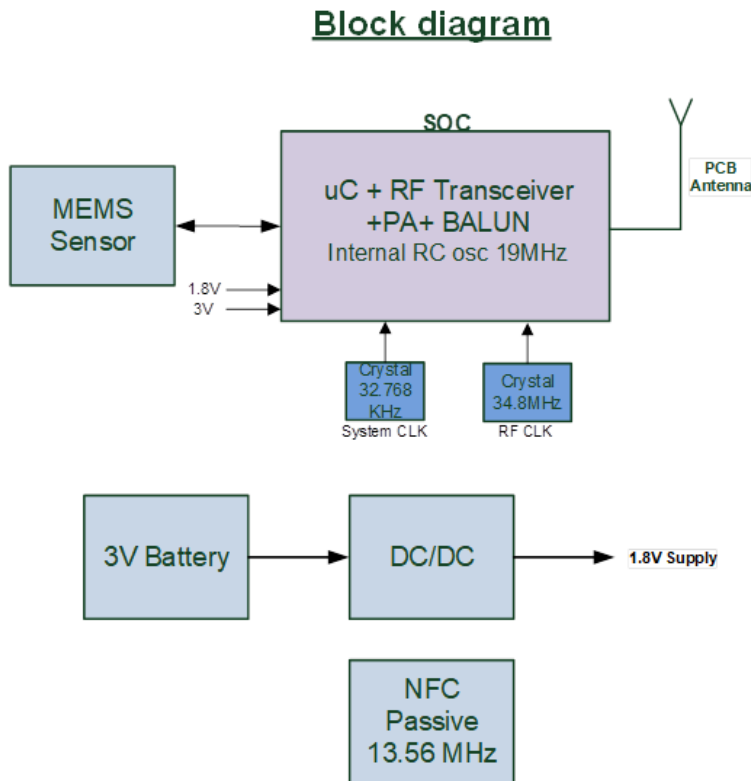 Block diagram
SOC
uC + RF Transceiver
+PA+ BALUN
Internal RC osc 19MHz
MEMS
Sensor
PCB
Antenna
1.8V
3V
Crystal
32.768
KHz
System CLK
Crystal
34.8MHz
RF CLK
3V Battery
DC/DC
1.8V Supply
NFC
Passive
13.56 MHz